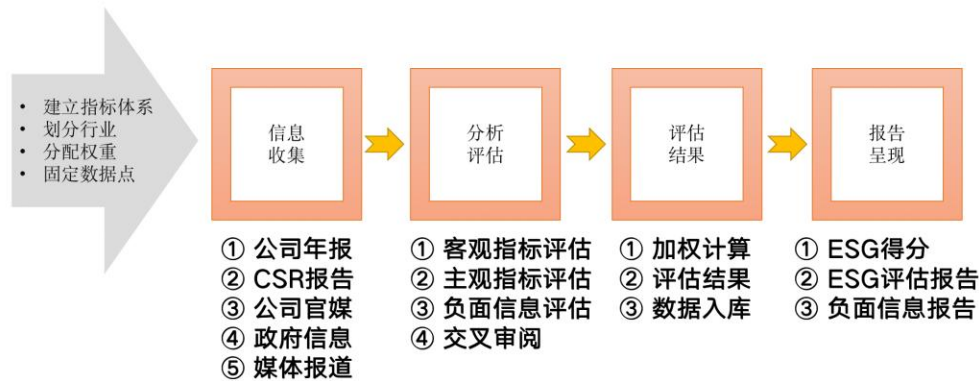 • 建立指标体系
• 划分行业
• 分配权重
• 固定数据点
信息
收集
分析
评估
评估
结果
报告
呈现
① 公司年报
② CSR报告
③ 公司官媒
④ 政府信息
⑤ 媒体报道
① 客观指标评估
② 主观指标评估
③ 负面信息评估
④ 交叉审阅
① 加权计算
② 评估结果
③ 数据入库
① ESG得分
② ESG评估报告
③ 负面信息报告